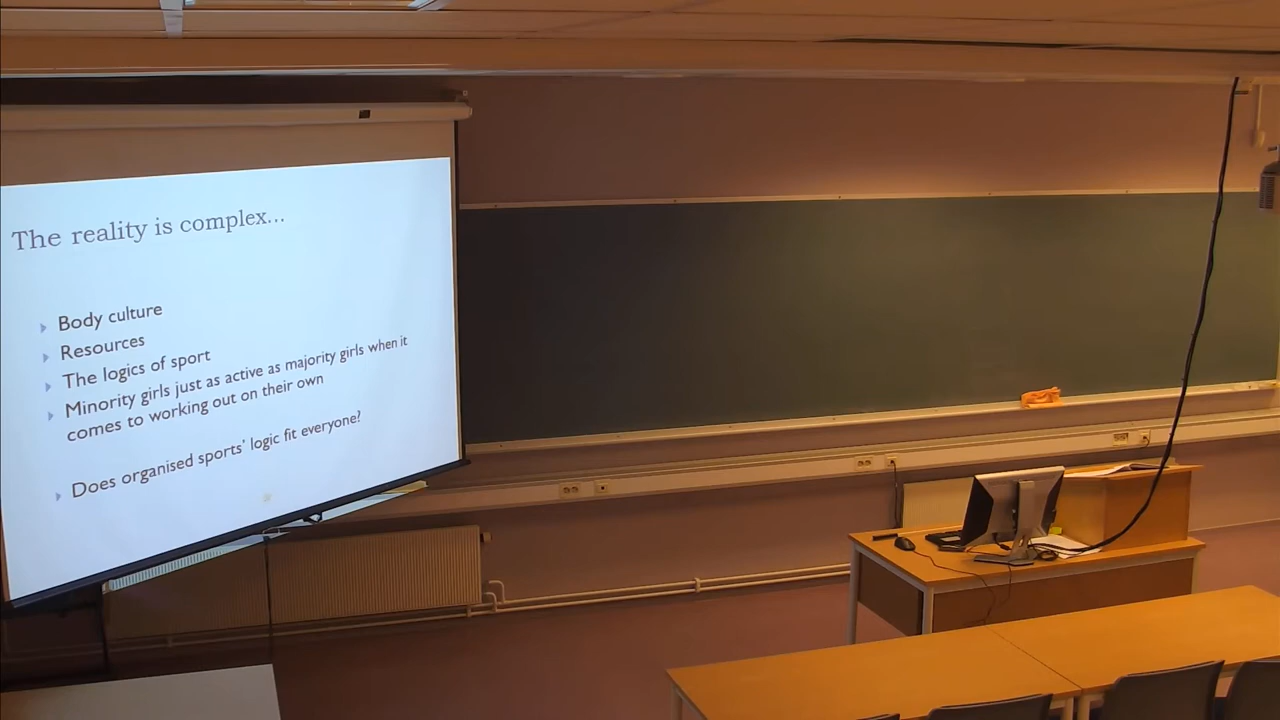 The reality is complex...
Body culture
Resources
The logics of sport
Minority girls just as active as majority girls when it
comes to working out on their own
Does organised sports' logic fit everyone?